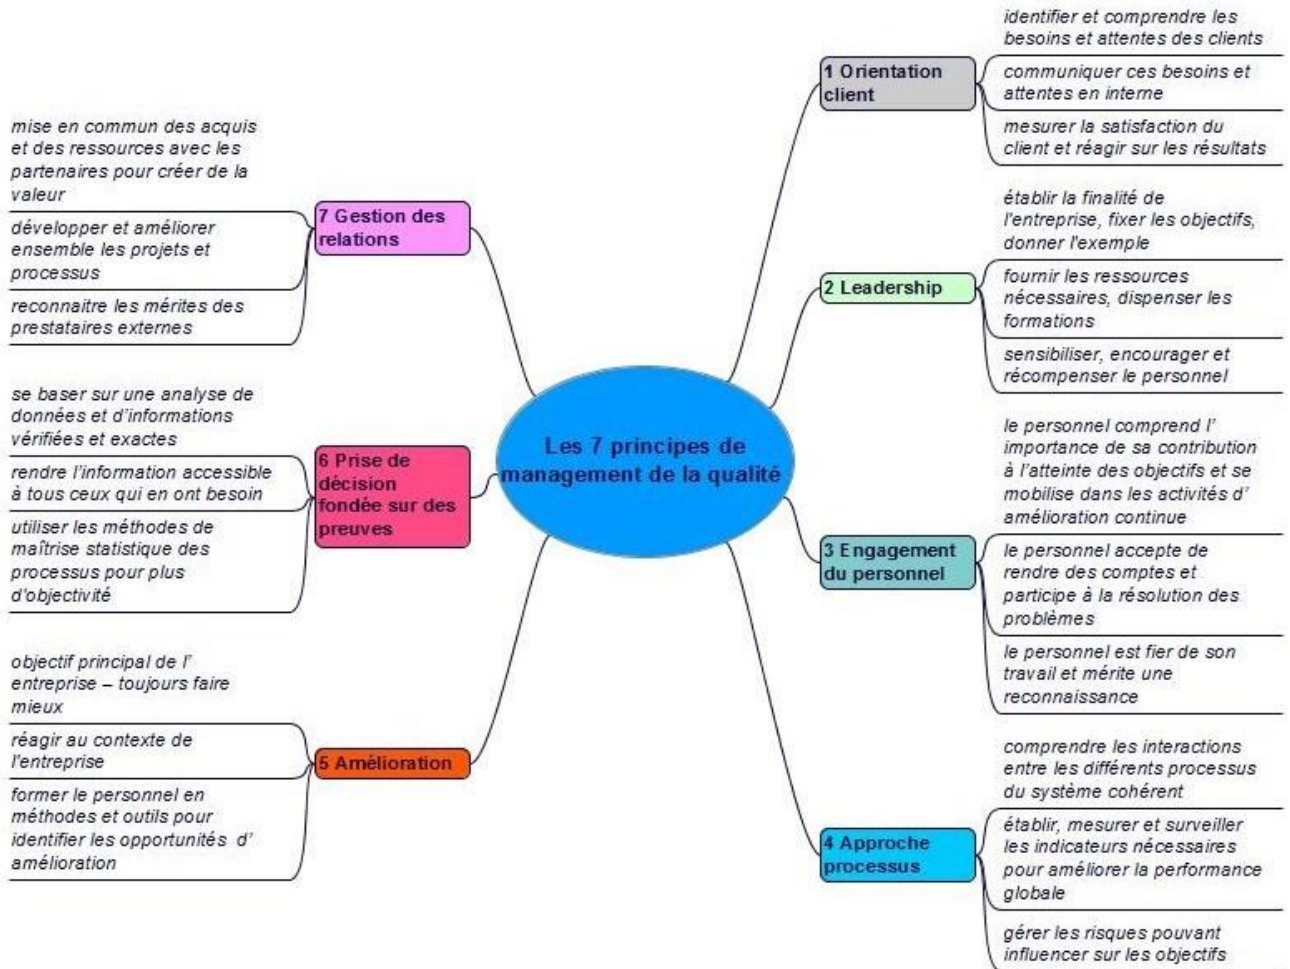 Les 7 principes de
management de la qualité
1 Orientation
client
identifier et comprendre les
besoins et attentes des clients
communiquer ces besoins et
attentes en interne
mesurer la satisfaction du
client et réagir sur les résultats
2 Leadership
établir la finalité de
l'entreprise, fixer les objectifs,
donner l'exemple
fournir les ressources
nécessaires, dispenser les
formations
sensibiliser, encourager et
récompenser le personnel
3 Engagement
du personnel
le personnel comprend l'
importance de sa contribution
à l'atteinte des objectifs et se
mobilise dans les activités d'
amélioration continue
le personnel accepte de
rendre des comptes et
participe à la résolution des
problèmes
le personnel est fier de son
travail et mérite une
reconnaissance
4 Approche
processus
comprendre les interactions
entre les différents processus
du système cohérent
établir, mesurer et surveiller
les indicateurs nécessaires
pour améliorer la performance
globale
gérer les risques pouvant
influencer sur les objectifs
5 Amélioration
objectif principal de l'
entreprise – toujours faire
mieux
réagir au contexte de
l'entreprise
former le personnel en
méthodes et outils pour
identifier les opportunités d'
amélioration
6 Prise de
décision
fondée sur des
preuves
se baser sur une analyse de
données et d'informations
vérifiées et exactes
rendre l'information accessible
à tous ceux qui en ont besoin
utiliser les méthodes de
maîtrise statistique des
processus pour plus
d'objectivité
7 Gestion des
relations
mise en commun des acquis
et des ressources avec les
partenaires pour créer de la
valeur
développer et améliorer
ensemble les projets et
processus
reconnaitre les mérites des
prestataires externes